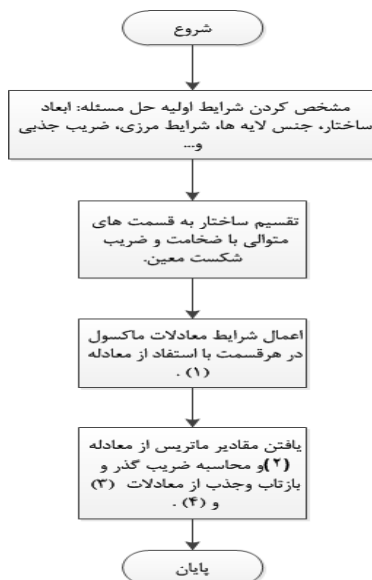 شروع
مشخص کردن شرایط اولیه حل مسئله: ابعاد
ساختار، جنس لایه ها، شرایط مرزی، ضریب جذبی
و...
تقسیم ساختار به قسمت های
متوالی با ضخامت و ضریب
شکست معین.
اعمال شرایط معادلات ماکسول
در هرقسمت با استفاد از معادله
(۱) .
یافتن مقادیر ماتریس از معادله
(۲)و محاسبه ضریب گذر و
بازتاب وجذب از معادلات (۳)
و (۴) .
پایان